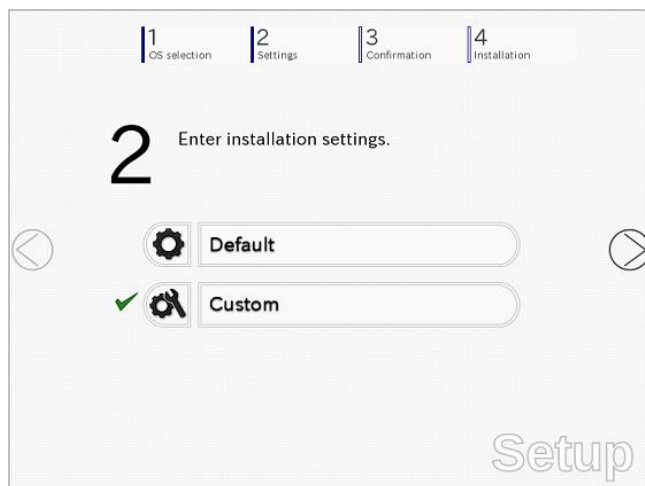 1 2 3 4
OS selection Settings Confirmation Installation
2 Enter installation settings.
Default
Custom
Setup